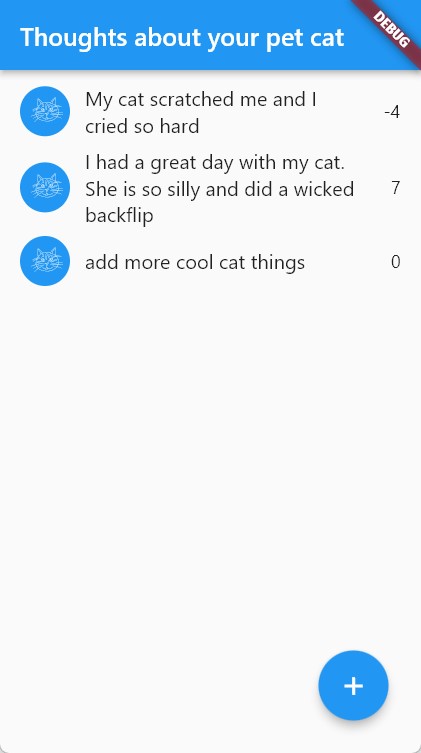 Thoughts about your pet cat
DEBUG
My cat scratched me and I
cried so hard
-4
I had a great day with my cat.
She is so silly and did a wicked
backflip
7
add more cool cat things
0
+